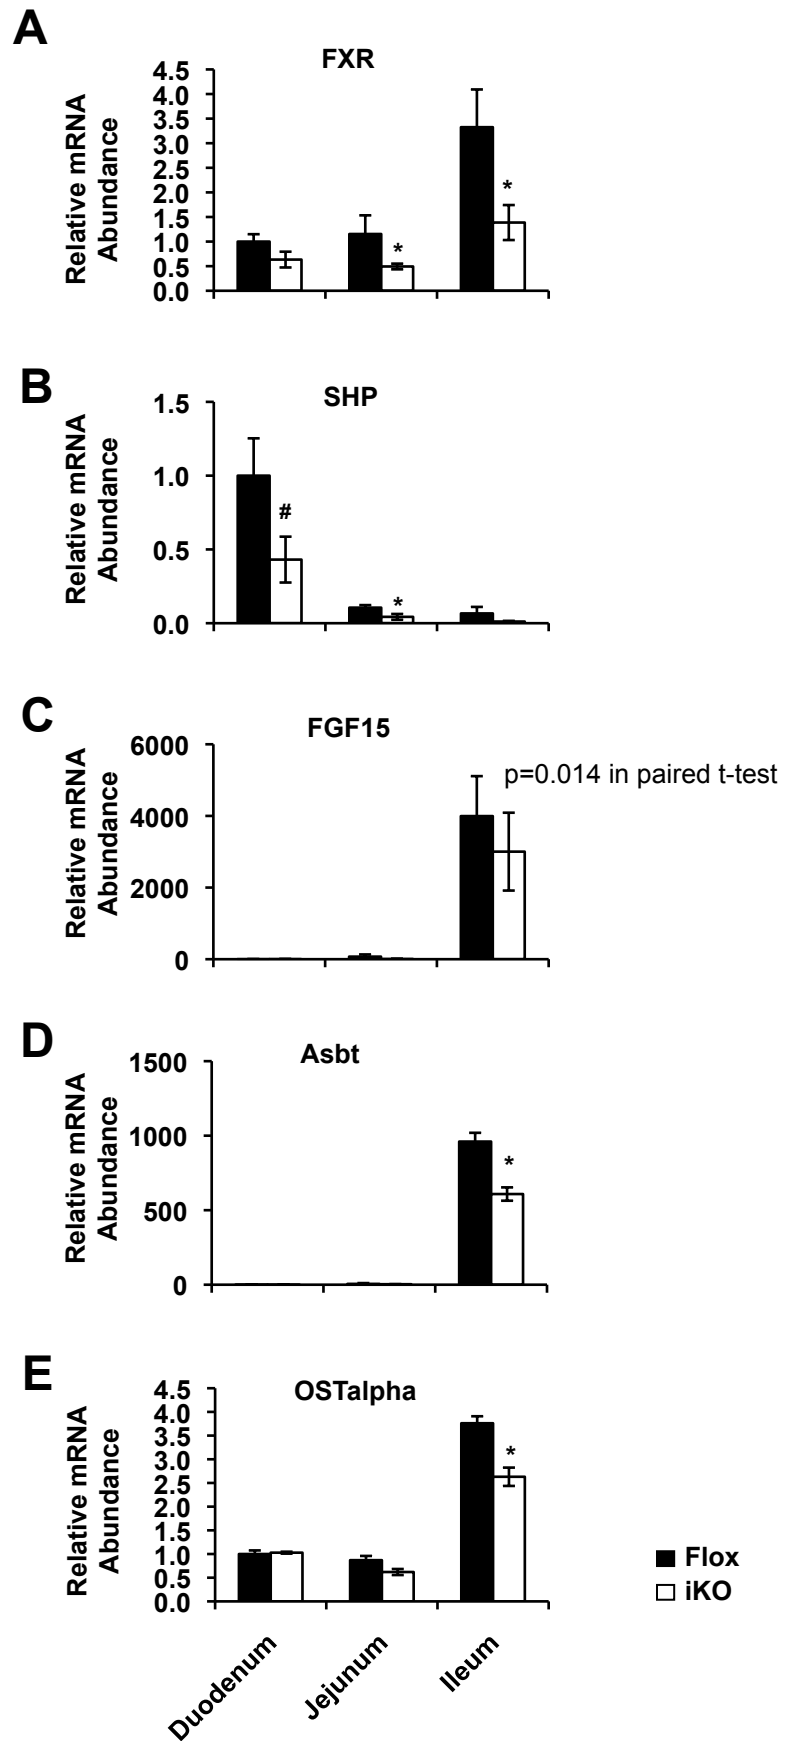 A
FXR
Relative mRNA
Abundance
4.5
4.0
3.5
3.0
2.5
2.0
1.5
1.0
0.5
0.0
*
*
B
SHP
Relative mRNA
Abundance
1.5
1.0
0.5
0.0
#
*
C
FGF15
Relative mRNA
Abundance
6000
4000
2000
0
p=0.014 in paired t-test
D
Asbt
Relative mRNA
Abundance
1500
1000
500
0
*
E
OSTalpha
Relative mRNA
Abundance
4.5
4.0
3.5
3.0
2.5
2.0
1.5
1.0
0.5
0.0
*
Flox
iKO
Duodenum
Jejunum
Ileum